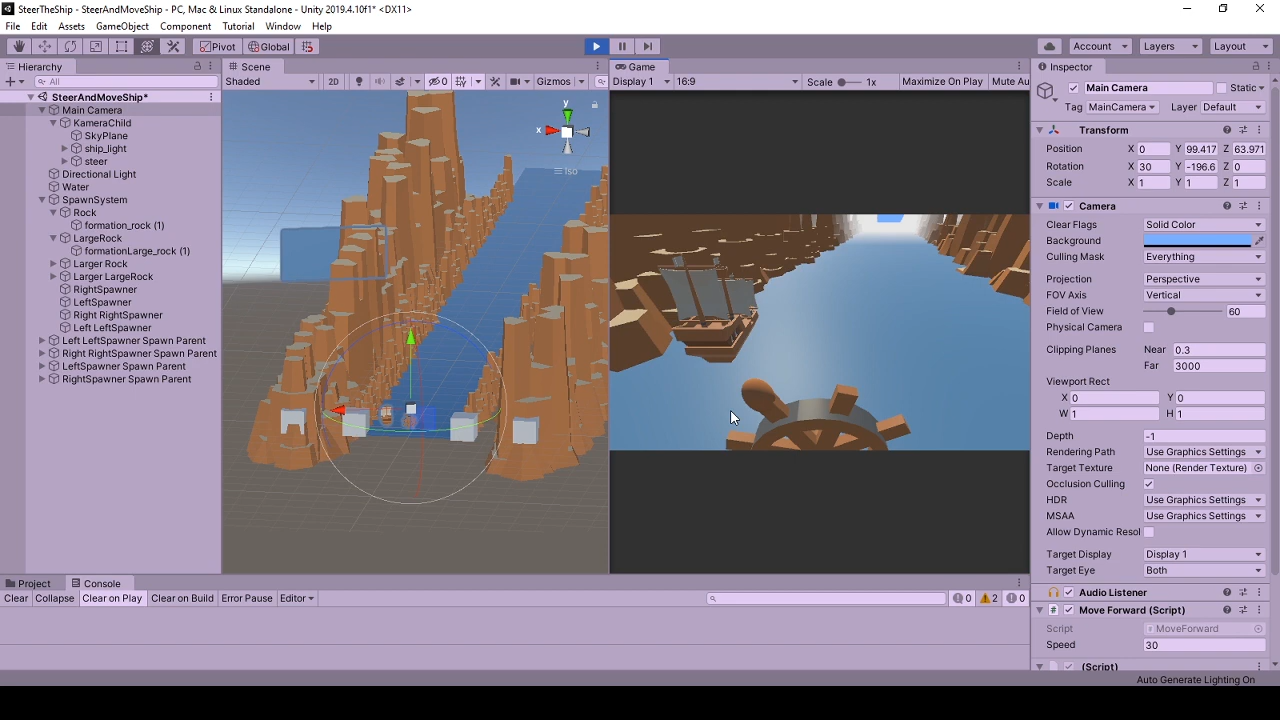 SteerTheShip - SteerAndMoveShip - PC, Mac & Linux Standalone - Unity 2019.4.10f1* <DX11>
File Edit Assets GameObject Component Tutorial Window Help
Pivot Global Account Layers Layout
Hierarchy
All
SteerAndMoveShip*
Main Camera
KameraChild
SkyPlane
ship_light
steer
Directional Light
Water
SpawnSystem
Rock
formation_rock (1)
LargeRock
formationLarge_rock (1)
Larger Rock
Larger LargeRock
RightSpawner
LeftSpawner
Right RightSpawner
Left LeftSpawner
Left LeftSpawner Spawn Parent
Right RightSpawner Spawn Parent
LeftSpawner Spawn Parent
RightSpawner Spawn Parent
Scene
Shaded 2D 0 Gizmos
y
x
Iso
Game
Display 1 16:9 Scale 1x Maximize On Play Mute Au
Inspector
Main Camera Static
Tag MainCamera Layer Default
Transform
Position X 0 Y 99.417 Z 63.971
Rotation X 30 Y -196.6 Z 0
Scale X 1 Y 1 Z 1
Camera
Clear Flags Solid Color
Background
Culling Mask Everything
Projection Perspective
FOV Axis Vertical
Field of View 60
Physical Camera
Clipping Planes Near 0.3
Far 3000
Viewport Rect
X 0 Y 0
W 1 H 1
Depth -1
Rendering Path Use Graphics Settings
Target Texture None (Render Texture)
Occlusion Culling
HDR Use Graphics Settings
MSAA Use Graphics Settings
Allow Dynamic Resol
Target Display Display 1
Target Eye Both
Audio Listener
Move Forward (Script)
Script MoveForward
Speed 30
(Script)
Project Console
Clear Collapse Clear on Play Clear on Build Error Pause Editor 0 2 0
Auto Generate Lighting On